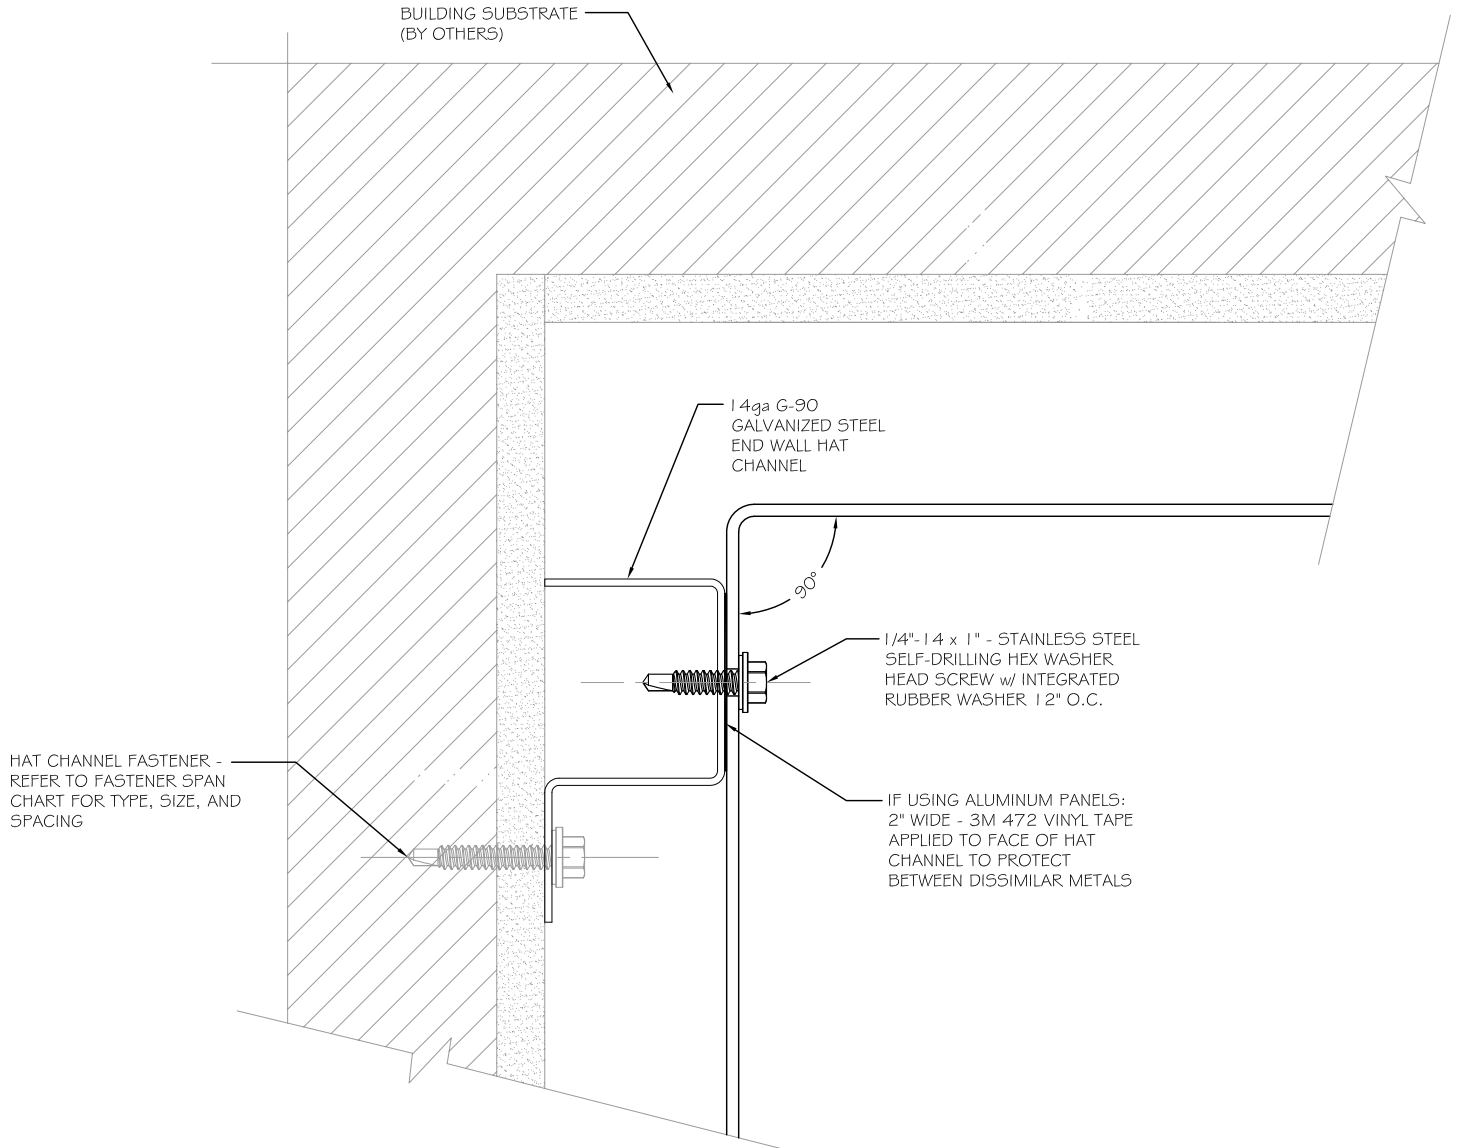 BUILDING SUBSTRATE
(BY OTHERS)
14ga G-90
GALVANIZED STEEL
END WALL HAT
CHANNEL
90°
1/4"-14 x 1" - STAINLESS STEEL
SELF-DRILLING HEX WASHER
HEAD SCREW w/ INTEGRATED
RUBBER WASHER 12" O.C.
HAT CHANNEL FASTENER -
REFER TO FASTENER SPAN
CHART FOR TYPE, SIZE, AND
SPACING
IF USING ALUMINUM PANELS:
2" WIDE - 3M 472 VINYL TAPE
APPLIED TO FACE OF HAT
CHANNEL TO PROTECT
BETWEEN DISSIMILAR METALS